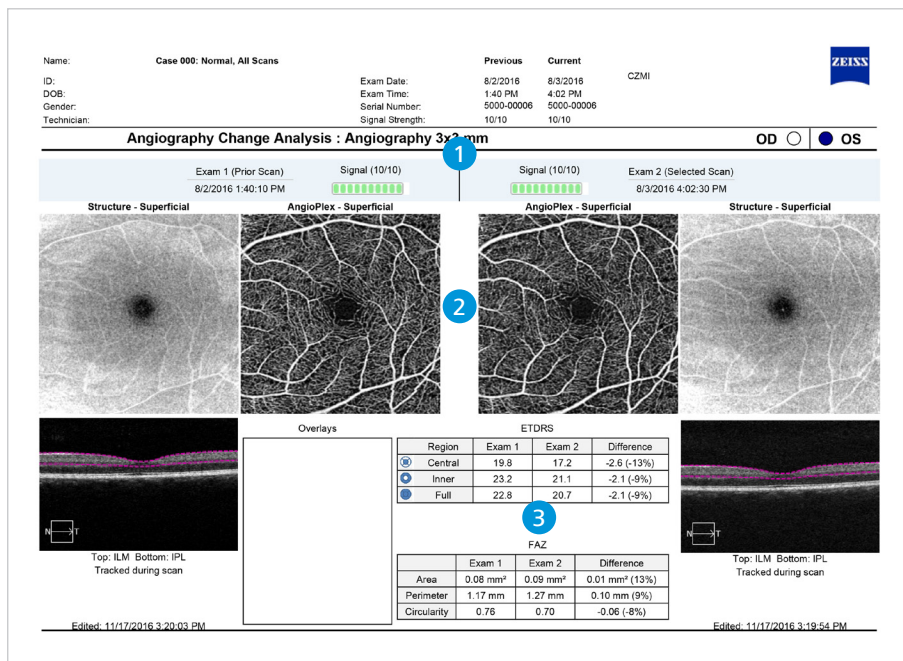 Name: Case 000: Normal, All Scans Previous Current
ZEISS
ID: Exam Date: 8/2/2016 8/3/2016 CZMI
DOB: Exam Time: 1:40 PM 4:02 PM
Gender: Serial Number: 5000-00006 5000-00006
Technician: Signal Strength: 10/10 10/10
Angiography Change Analysis : Angiography 3x3 mm OD OS
1
Exam 1 (Prior Scan) Signal (10/10) Signal (10/10) Exam 2 (Selected Scan)
8/2/2016 1:40:10 PM 8/3/2016 4:02:30 PM
Structure - Superficial AngioPlex - Superficial AngioPlex - Superficial Structure - Superficial
2
Overlays ETDRS
Region Exam 1 Exam 2 Difference
Central 19.8 17.2 -2.6 (-13%)
Inner 23.2 21.1 -2.1 (-9%)
Full 22.8 20.7 -2.1 (-9%)
3
N T N T
FAZ
Top: ILM Bottom: IPL Top: ILM Bottom: IPL
Tracked during scan Tracked during scan
Exam 1 Exam 2 Difference
Area 0.08 mm² 0.09 mm² 0.01 mm² (13%)
Perimeter 1.17 mm 1.27 mm 0.10 mm (9%)
Circularity 0.76 0.70 -0.06 (-8%)
Edited: 11/17/2016 3:20:03 PM Edited: 11/17/2016 3:19:54 PM